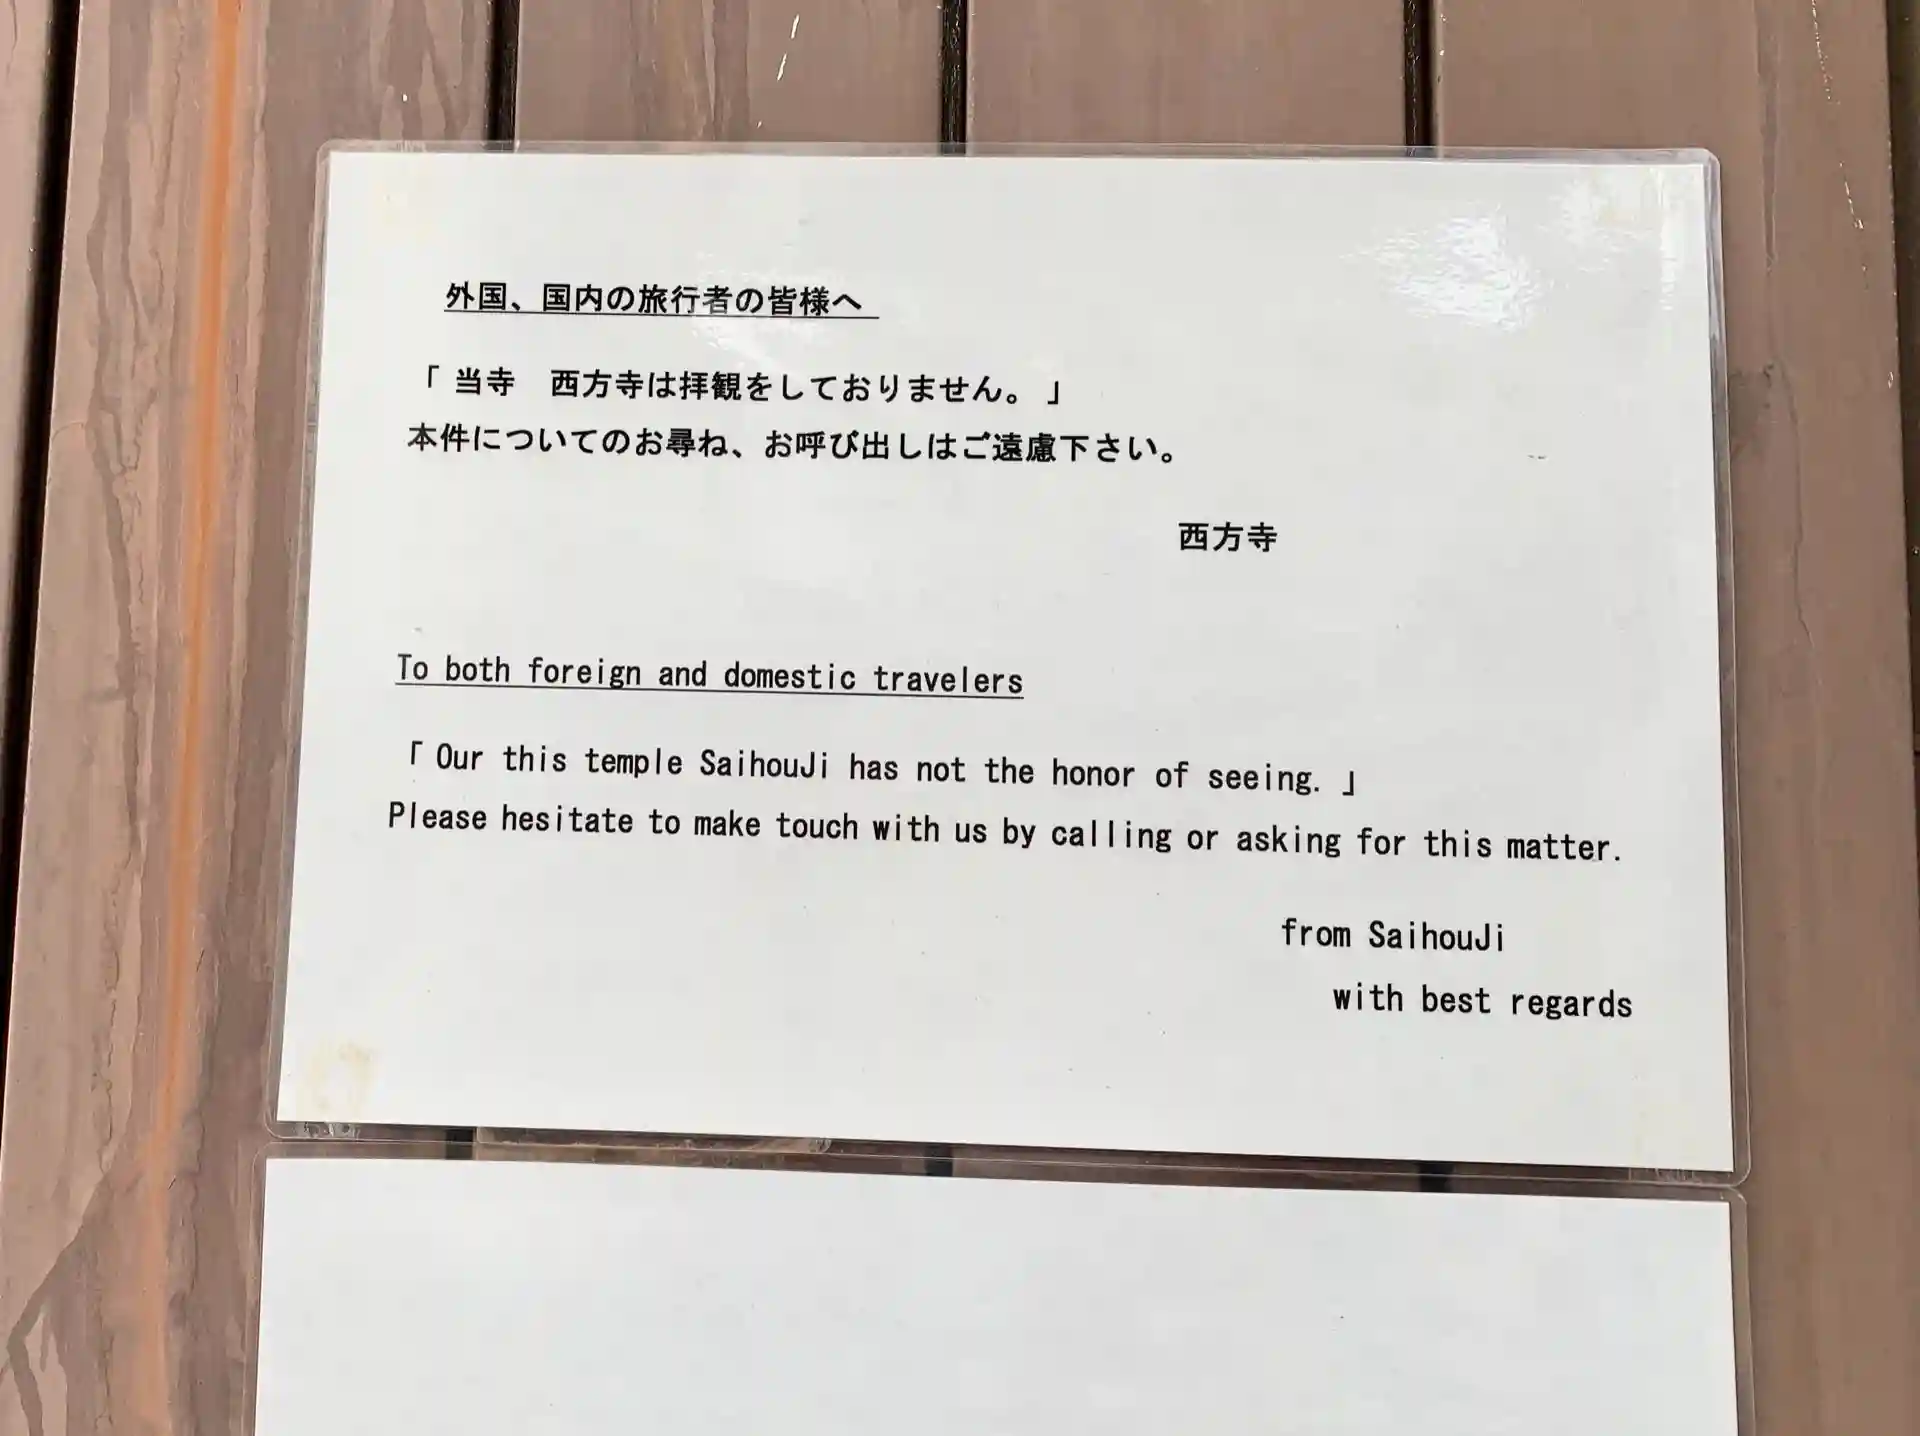 外国、国内の旅行者の皆様へ
「 当寺　西方寺は拝観をしておりません。 」
本件についてのお尋ね、お呼び出しはご遠慮下さい。
西方寺
To both foreign and domestic travelers
「 Our this temple SaihouJi has not the honor of seeing. 」
Please hesitate to make touch with us by calling or asking for this matter.
from SaihouJi
with best regards